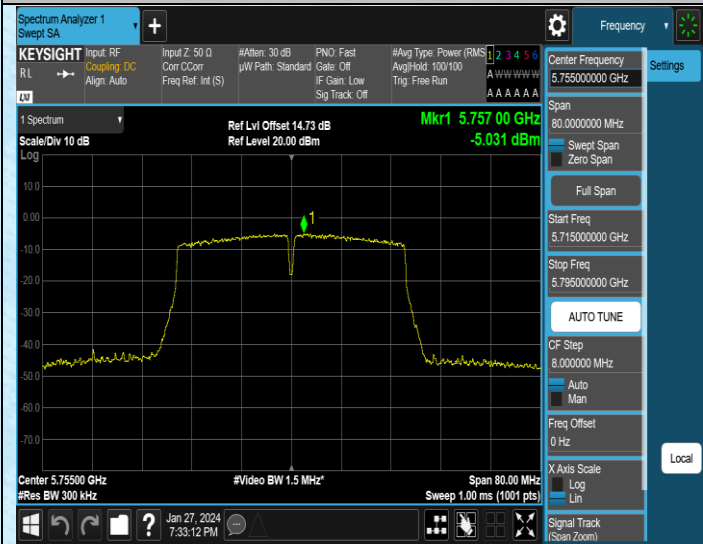 Spectrum Analyzer 1
Swept SA
+
Frequency
KEYSIGHT
RL
LXI
Input: RF
Coupling: DC
Align: Auto
Input Z: 50 Ω
Corr CCorr
Freq Ref: Int (S)
#Atten: 30 dB
µW Path: Standard
PNO: Fast
Gate: Off
IF Gain: Low
Sig Track: Off
#Avg Type: Power (RMS
Avg|Hold: 100/100
Trig: Free Run
1 2 3 4 5 6
A W W W W W
A A A A A A
1 Spectrum
Scale/Div 10 dB
Ref Lvl Offset 14.73 dB
Ref Level 20.00 dBm
Mkr1 5.757 00 GHz
-5.031 dBm
Log
10.0
0.00
-10.0
-20.0
-30.0
-40.0
-50.0
-60.0
-70.0
1
Center 5.75500 GHz
#Res BW 300 kHz
#Video BW 1.5 MHz*
Span 80.00 MHz
Sweep 1.00 ms (1001 pts)
?
Jan 27, 2024
7:33:12 PM
Center Frequency
5.755000000 GHz
Span
80.0000000 MHz
Swept Span
Zero Span
Full Span
Start Freq
5.715000000 GHz
Stop Freq
5.795000000 GHz
AUTO TUNE
CF Step
8.000000 MHz
Auto
Man
Freq Offset
0 Hz
X Axis Scale
Log
Lin
Signal Track
(Span Zoom)
Settings
Local